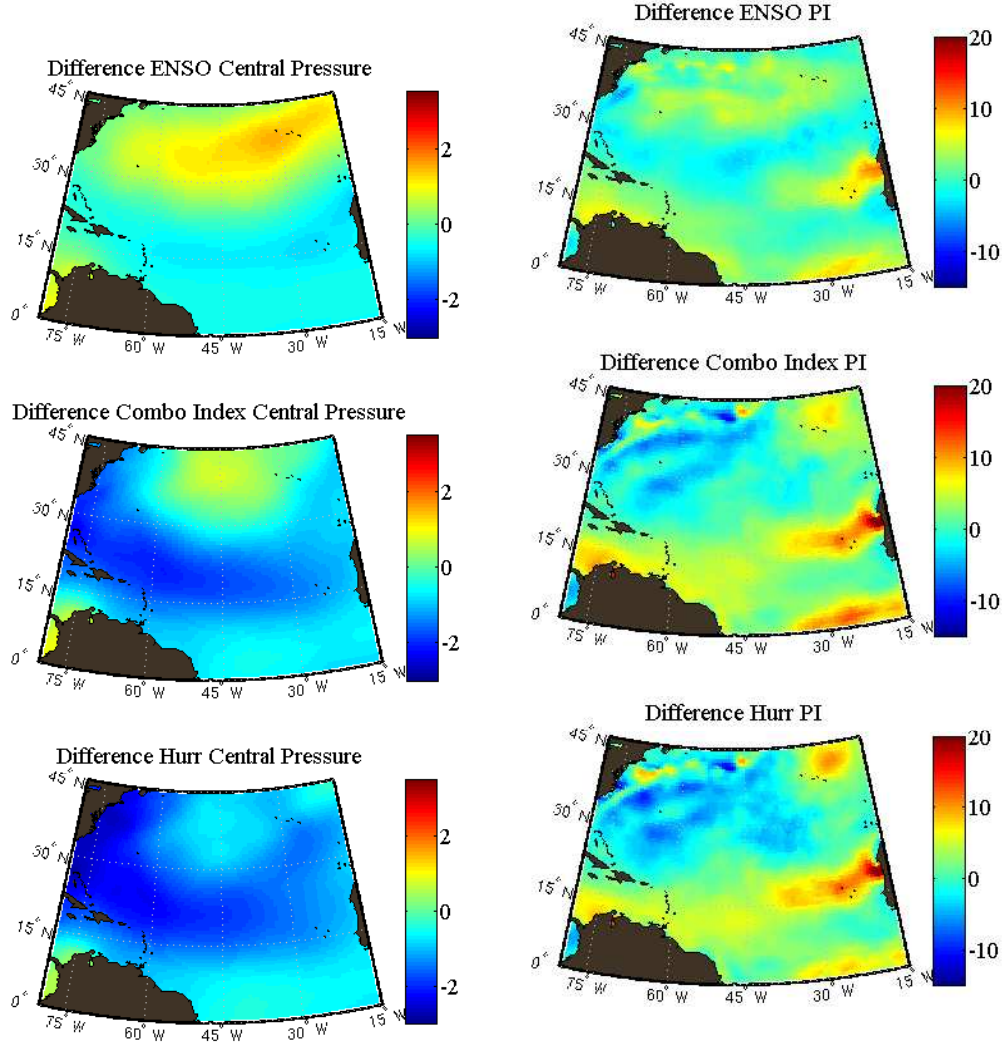 Difference ENSO Central Pressure
45° N
30° N
15° N
0°
75° W
60° W
45° W
30° W
15° W
2
0
-2
Difference ENSO PI
45° N
30° N
15° N
0°
75° W
60° W
45° W
30° W
15° W
20
10
0
-10
Difference Combo Index Central Pressure
45° N
30° N
15° N
0°
75° W
60° W
45° W
30° W
15° W
2
0
-2
Difference Combo Index PI
45° N
30° N
15° N
0°
75° W
60° W
45° W
30° W
15° W
20
10
0
-10
Difference Hurr Central Pressure
45° N
30° N
15° N
0°
75° W
60° W
45° W
30° W
15° W
2
0
-2
Difference Hurr PI
45° N
30° N
15° N
0°
75° W
60° W
45° W
30° W
15° W
20
10
0
-10